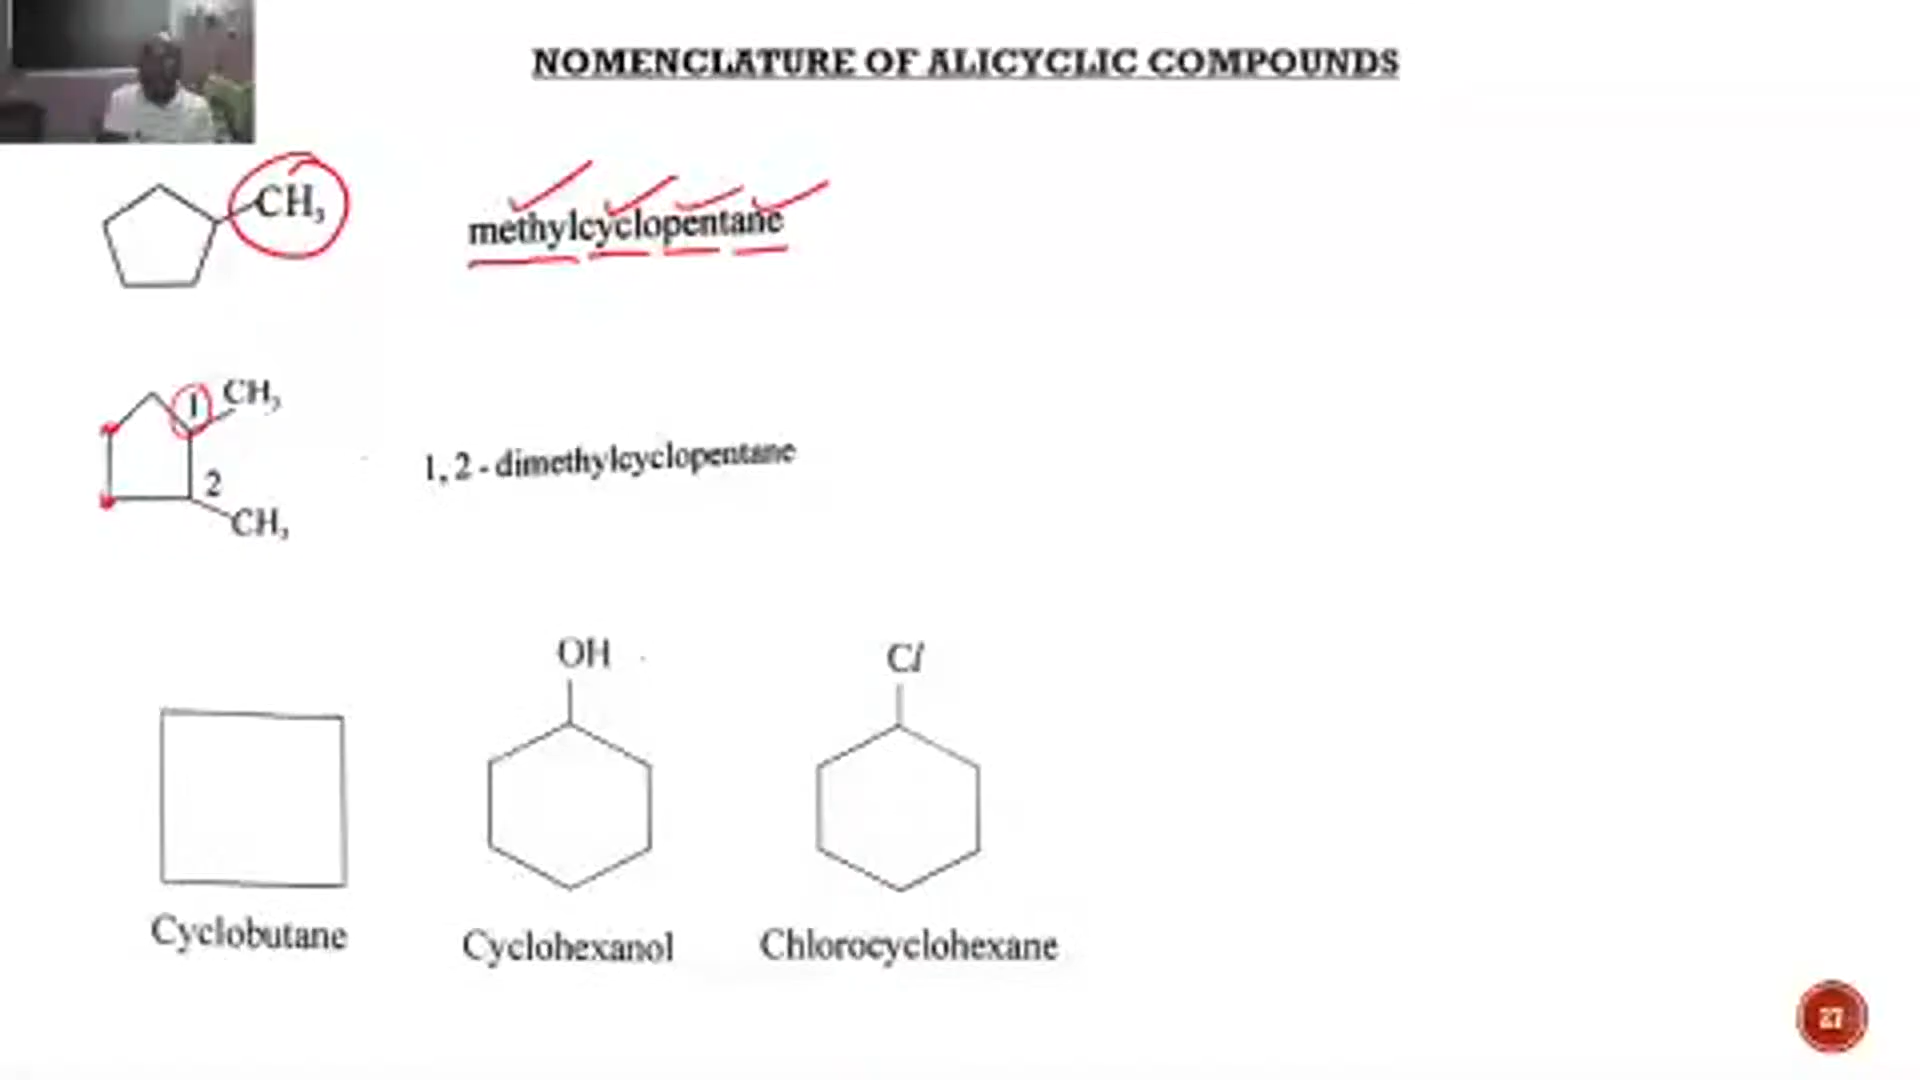 NOMENCLATURE OF ALICYCLIC COMPOUNDS
CH₃
methylcyclopentane
1 CH₃
1, 2 - dimethylcyclopentane
2
CH₃
OH
Cl
Cyclobutane
Cyclohexanol
Chlorocyclohexane
27